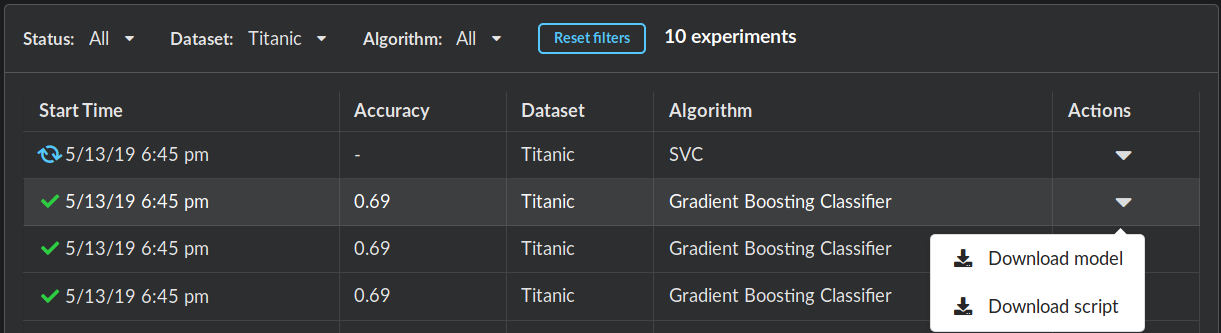 Status: All Dataset: Titanic Algorithm: All Reset filters 10 experiments
Start Time Accuracy Dataset Algorithm Actions
5/13/19 6:45 pm - Titanic SVC
5/13/19 6:45 pm 0.69 Titanic Gradient Boosting Classifier
5/13/19 6:45 pm 0.69 Titanic Gradient Boosting Classifier
Download model
5/13/19 6:45 pm 0.69 Titanic Gradient Boosting Classifier
Download script